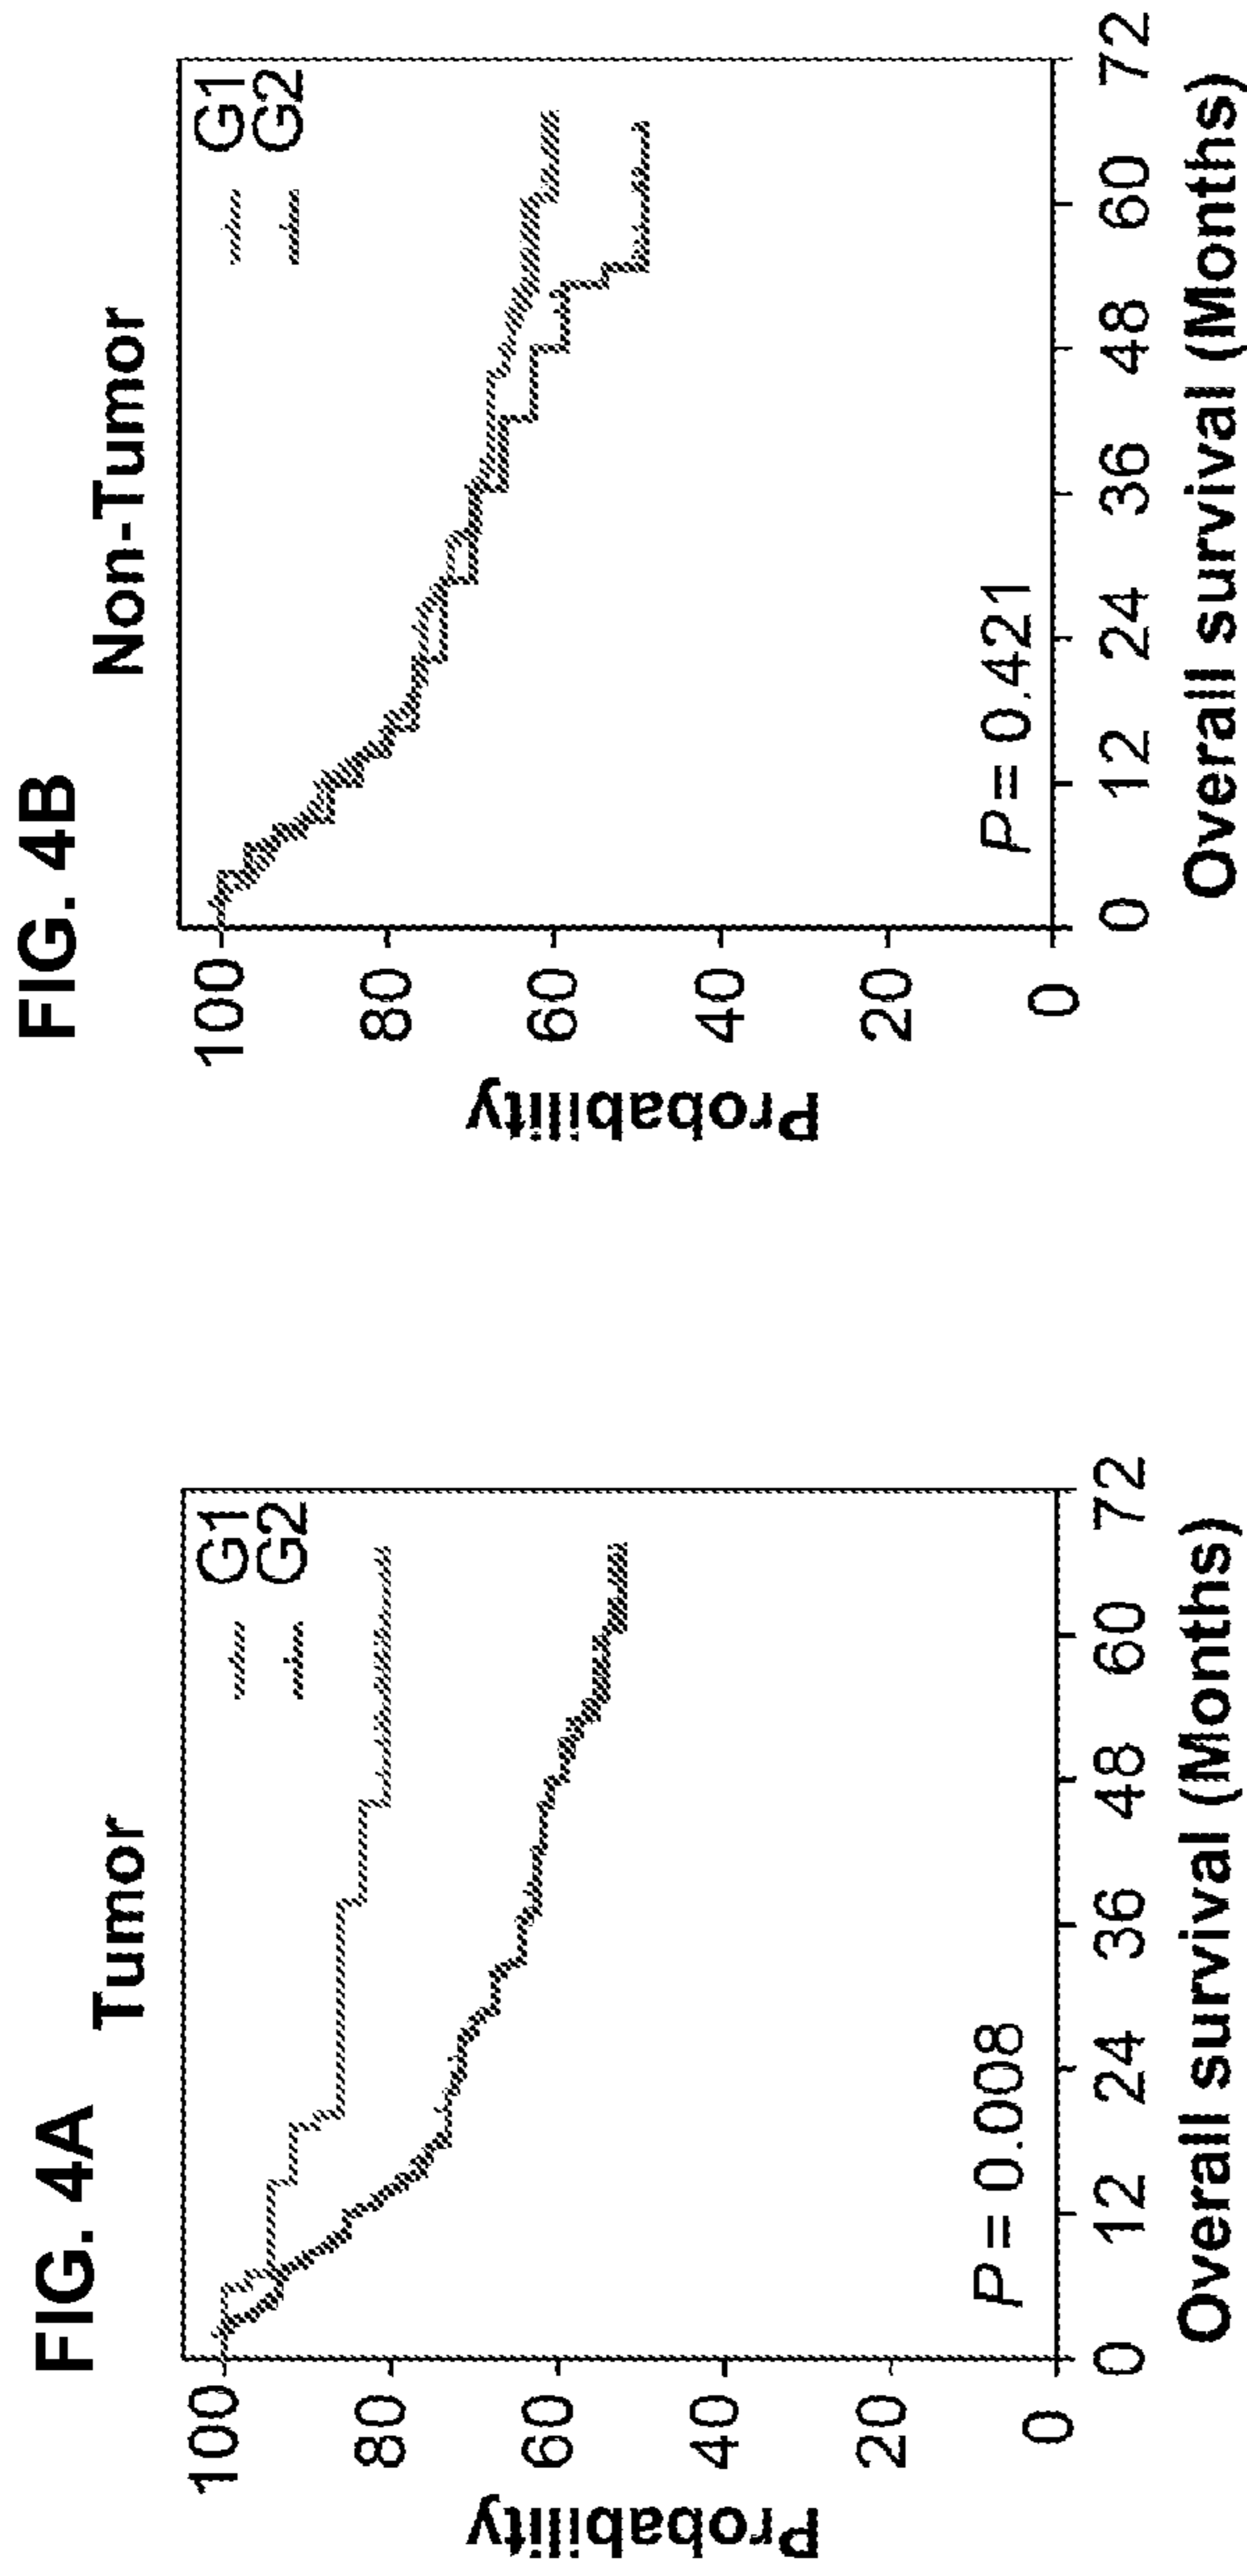 FIG. 4A
Tumor
G1
G2
Probability
100
80
60
40
20
0
P = 0.008
0 12 24 36 48 60 72
Overall survival (Months)
FIG. 4B
Non-Tumor
G1
G2
Probability
100
80
60
40
20
0
P = 0.421
0 12 24 36 48 60 72
Overall survival (Months)